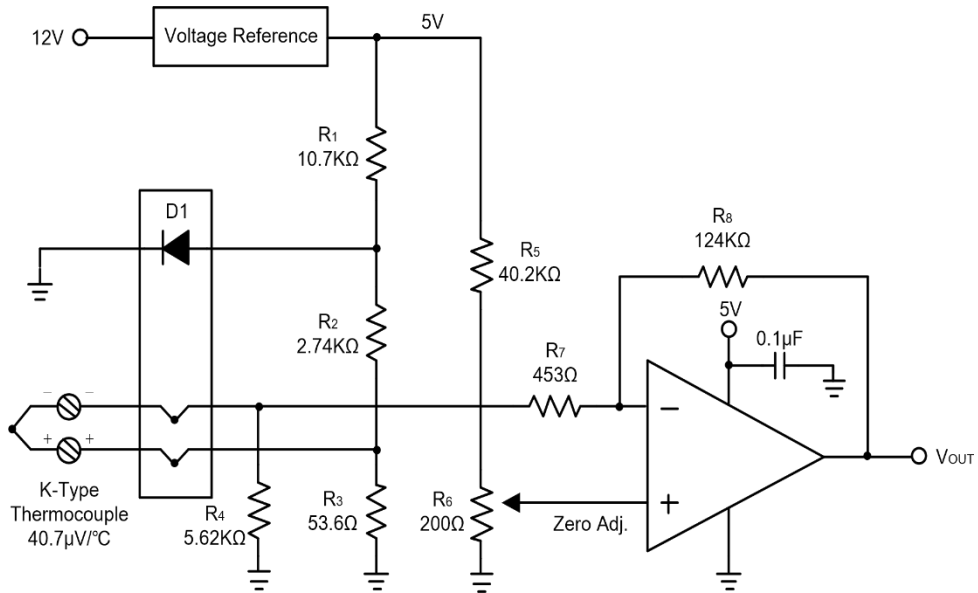 12V
Voltage Reference
5V
R1
10.7KΩ
D1
R5
40.2KΩ
R8
124KΩ
R2
2.74KΩ
5V
0.1µF
R7
453Ω
− −
+ +
−
+
VOUT
K-Type
Thermocouple
40.7µV/℃
R4
5.62KΩ
R3
53.6Ω
R6
200Ω
Zero Adj.